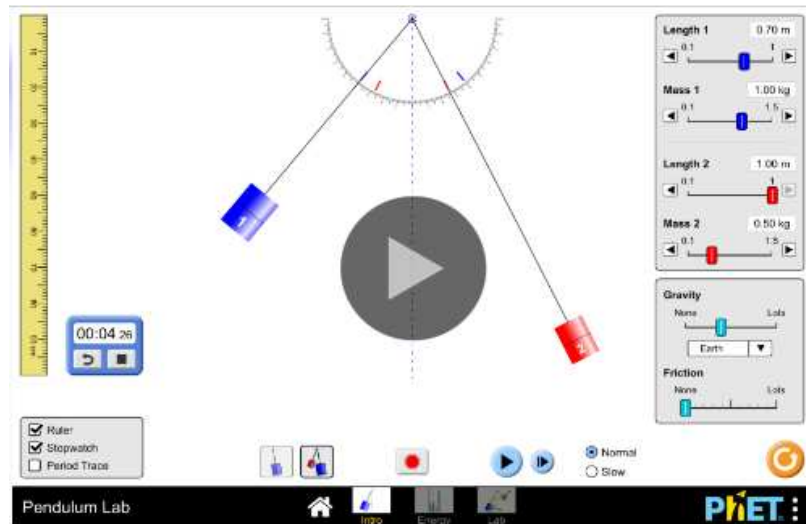 Length 1 0.70 m
0.1 1
Mass 1 1.00 kg
0.1 1.5
Length 2 1.00 m
0.1 1
Mass 2 0.50 kg
0.1 1.5
Gravity
None Lots
Earth
Friction
None Lots
1
2
00:04 26
Ruler
Stopwatch
Period Trace
Normal
Slow
Pendulum Lab
Intro
Energy
Lab
PhET